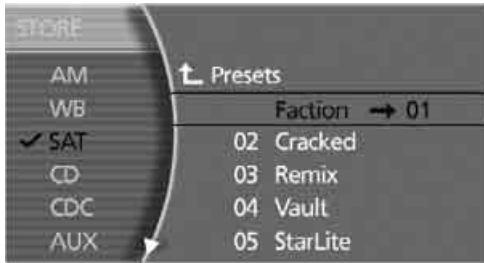 STORE
AM
WB
SAT
CD
CDC
AUX
Presets
Faction → 01
02 Cracked
03 Remix
04 Vault
05 StarLite